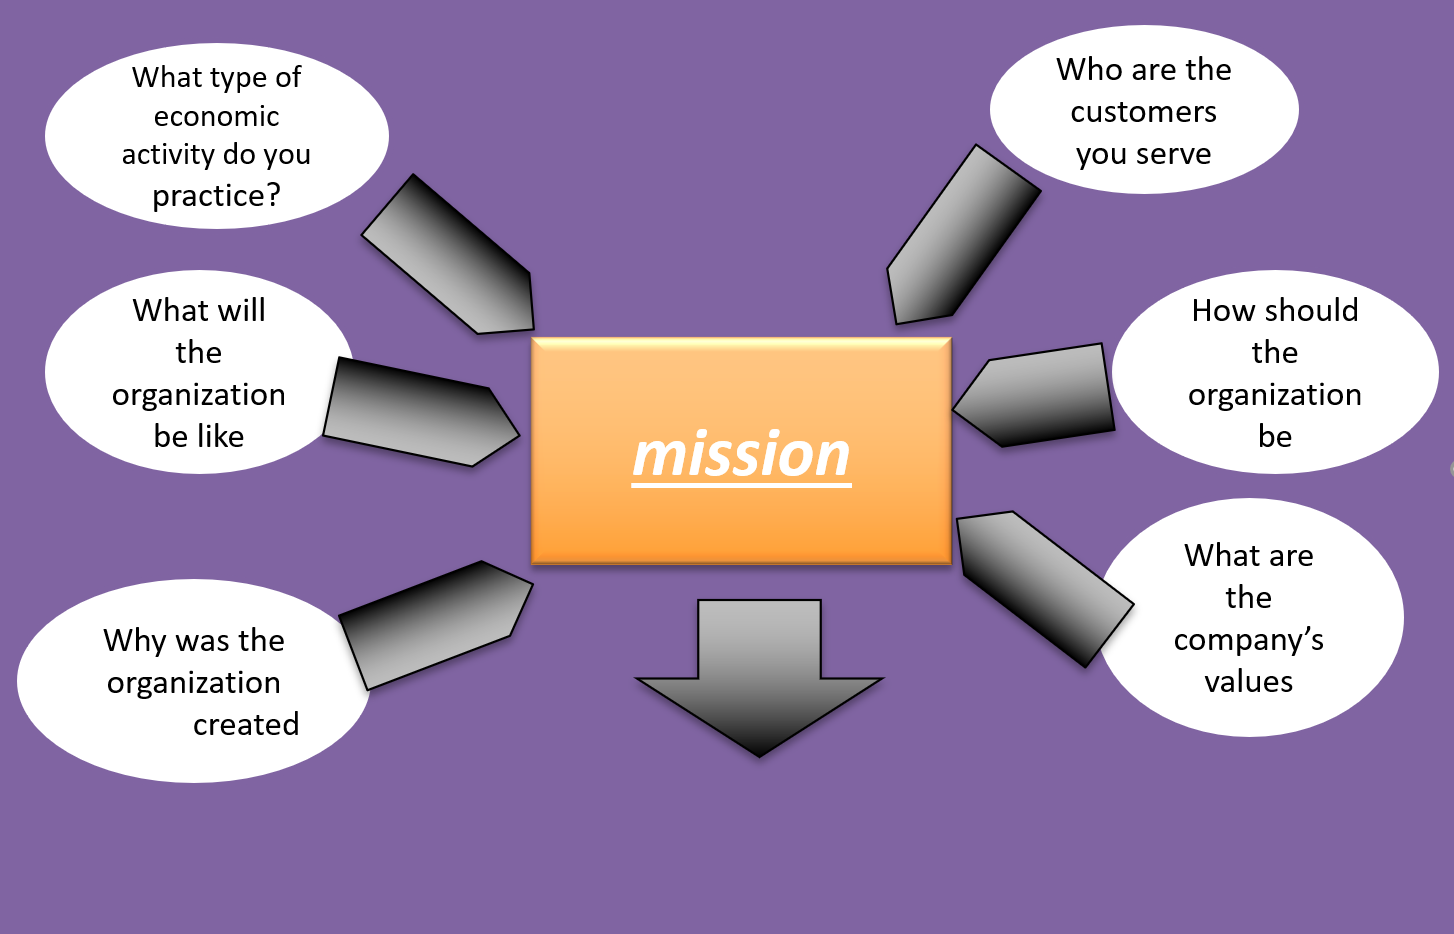 What type of
economic
activity do you
practice?
What will
the
organization
be like
Why was the
organization
created
mission
Who are the
customers
you serve
How should
the
organization
be
What are
the
company’s
values